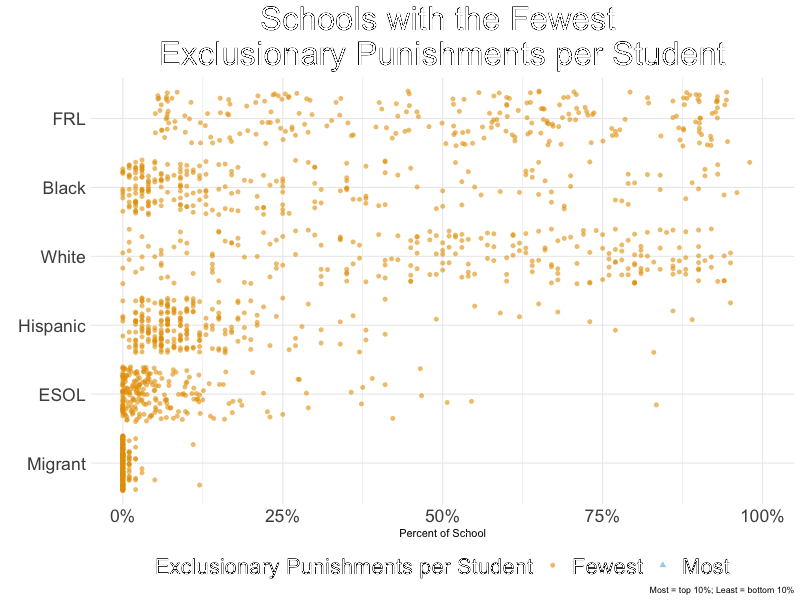 Schools with the Fewest
Exclusionary Punishments per Student
FRL
Black
White
Hispanic
ESOL
Migrant
0% 25% 50% 75% 100%
Percent of School
Exclusionary Punishments per Student Fewest Most
Most = top 10%; Least = bottom 10%